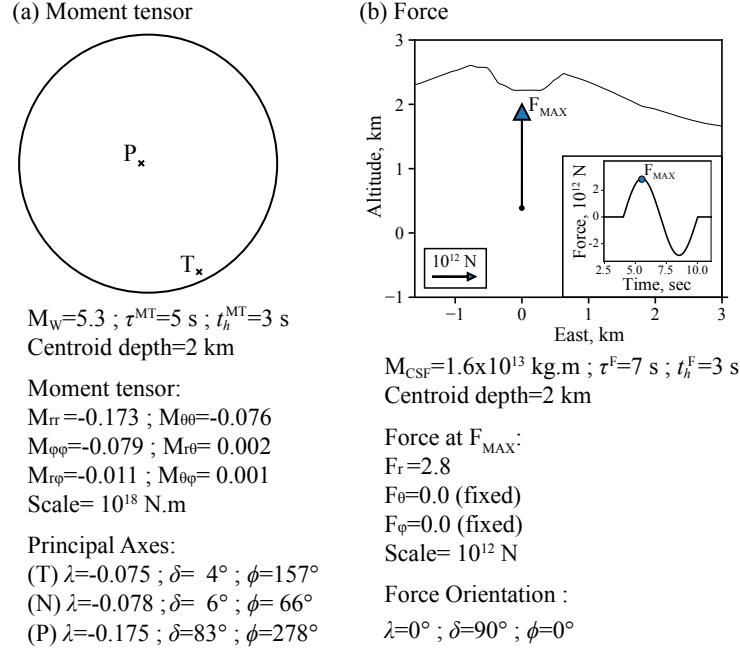 (a) Moment tensor
P
T
M_W=5.3 ; τ^MT=5 s ; t_h^MT=3 s
Centroid depth=2 km
Moment tensor:
Mrr=-0.173 ; Mθθ=-0.076
Mφφ=-0.079 ; Mrθ= 0.002
Mrφ=-0.011 ; Mθφ= 0.001
Scale= 10^18 N.m
Principal Axes:
(T) λ=-0.075 ; δ= 4° ; ϕ=157°
(N) λ=-0.078 ; δ= 6° ; ϕ= 66°
(P) λ=-0.175 ; δ=83° ; ϕ=278°
(b) Force
3
2
1
0
−1
Altitude, km
F_MAX
10^12 N
Force, 10^12 N
2
0
-2
F_MAX
2.5 5.0 7.5 10.0
Time, sec
−1 0 1 2 3
East, km
M_CSF=1.6x10^13 kg.m ; τ^F=7 s ; t_h^F=3 s
Centroid depth=2 km
Force at F_MAX:
Fr=2.8
Fθ=0.0 (fixed)
Fφ=0.0 (fixed)
Scale= 10^12 N
Force Orientation :
λ=0° ; δ=90° ; ϕ=0°